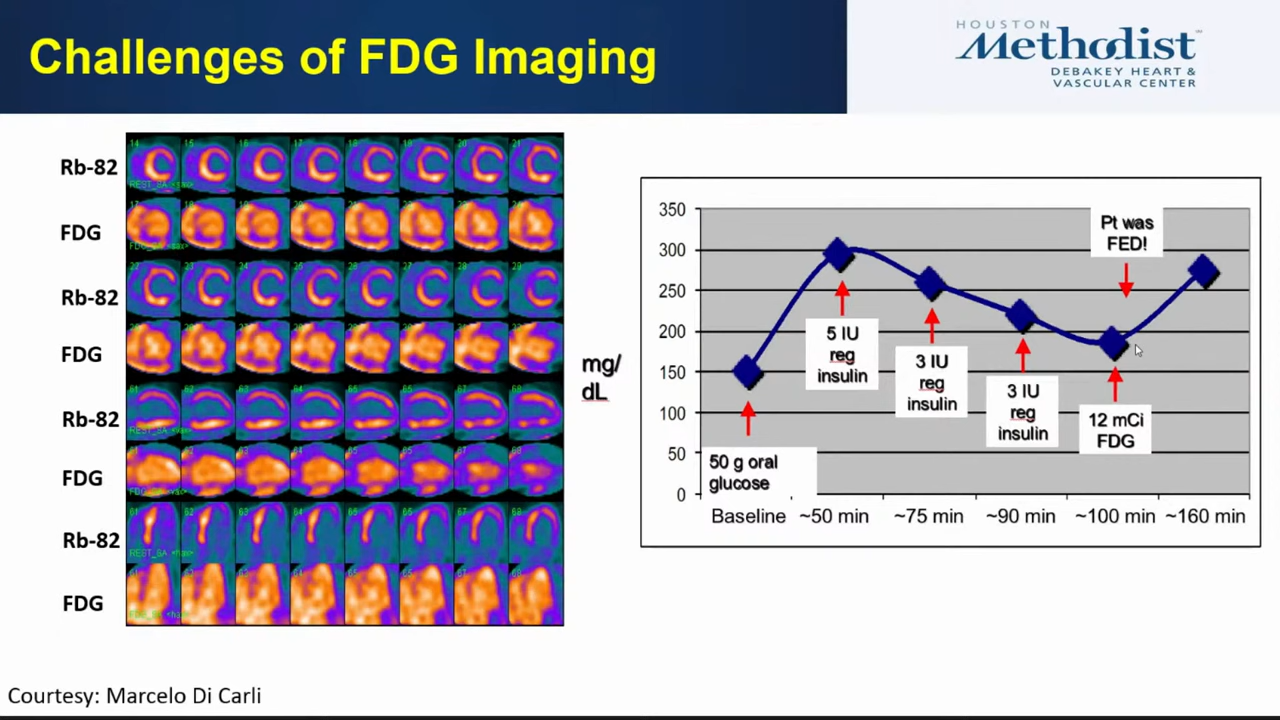 Challenges of FDG Imaging
HOUSTON
Methodist
DEBAKEY HEART &
VASCULAR CENTER
Rb-82
FDG
Rb-82
FDG
Rb-82
FDG
Rb-82
FDG
mg/
dL
350
300
250
200
150
100
50
0
Pt was
FED!
5 IU
reg
insulin
3 IU
reg
insulin
3 IU
reg
insulin
12 mCi
FDG
50 g oral
glucose
Baseline ~50 min ~75 min ~90 min ~100 min ~160 min
Courtesy: Marcelo Di Carli